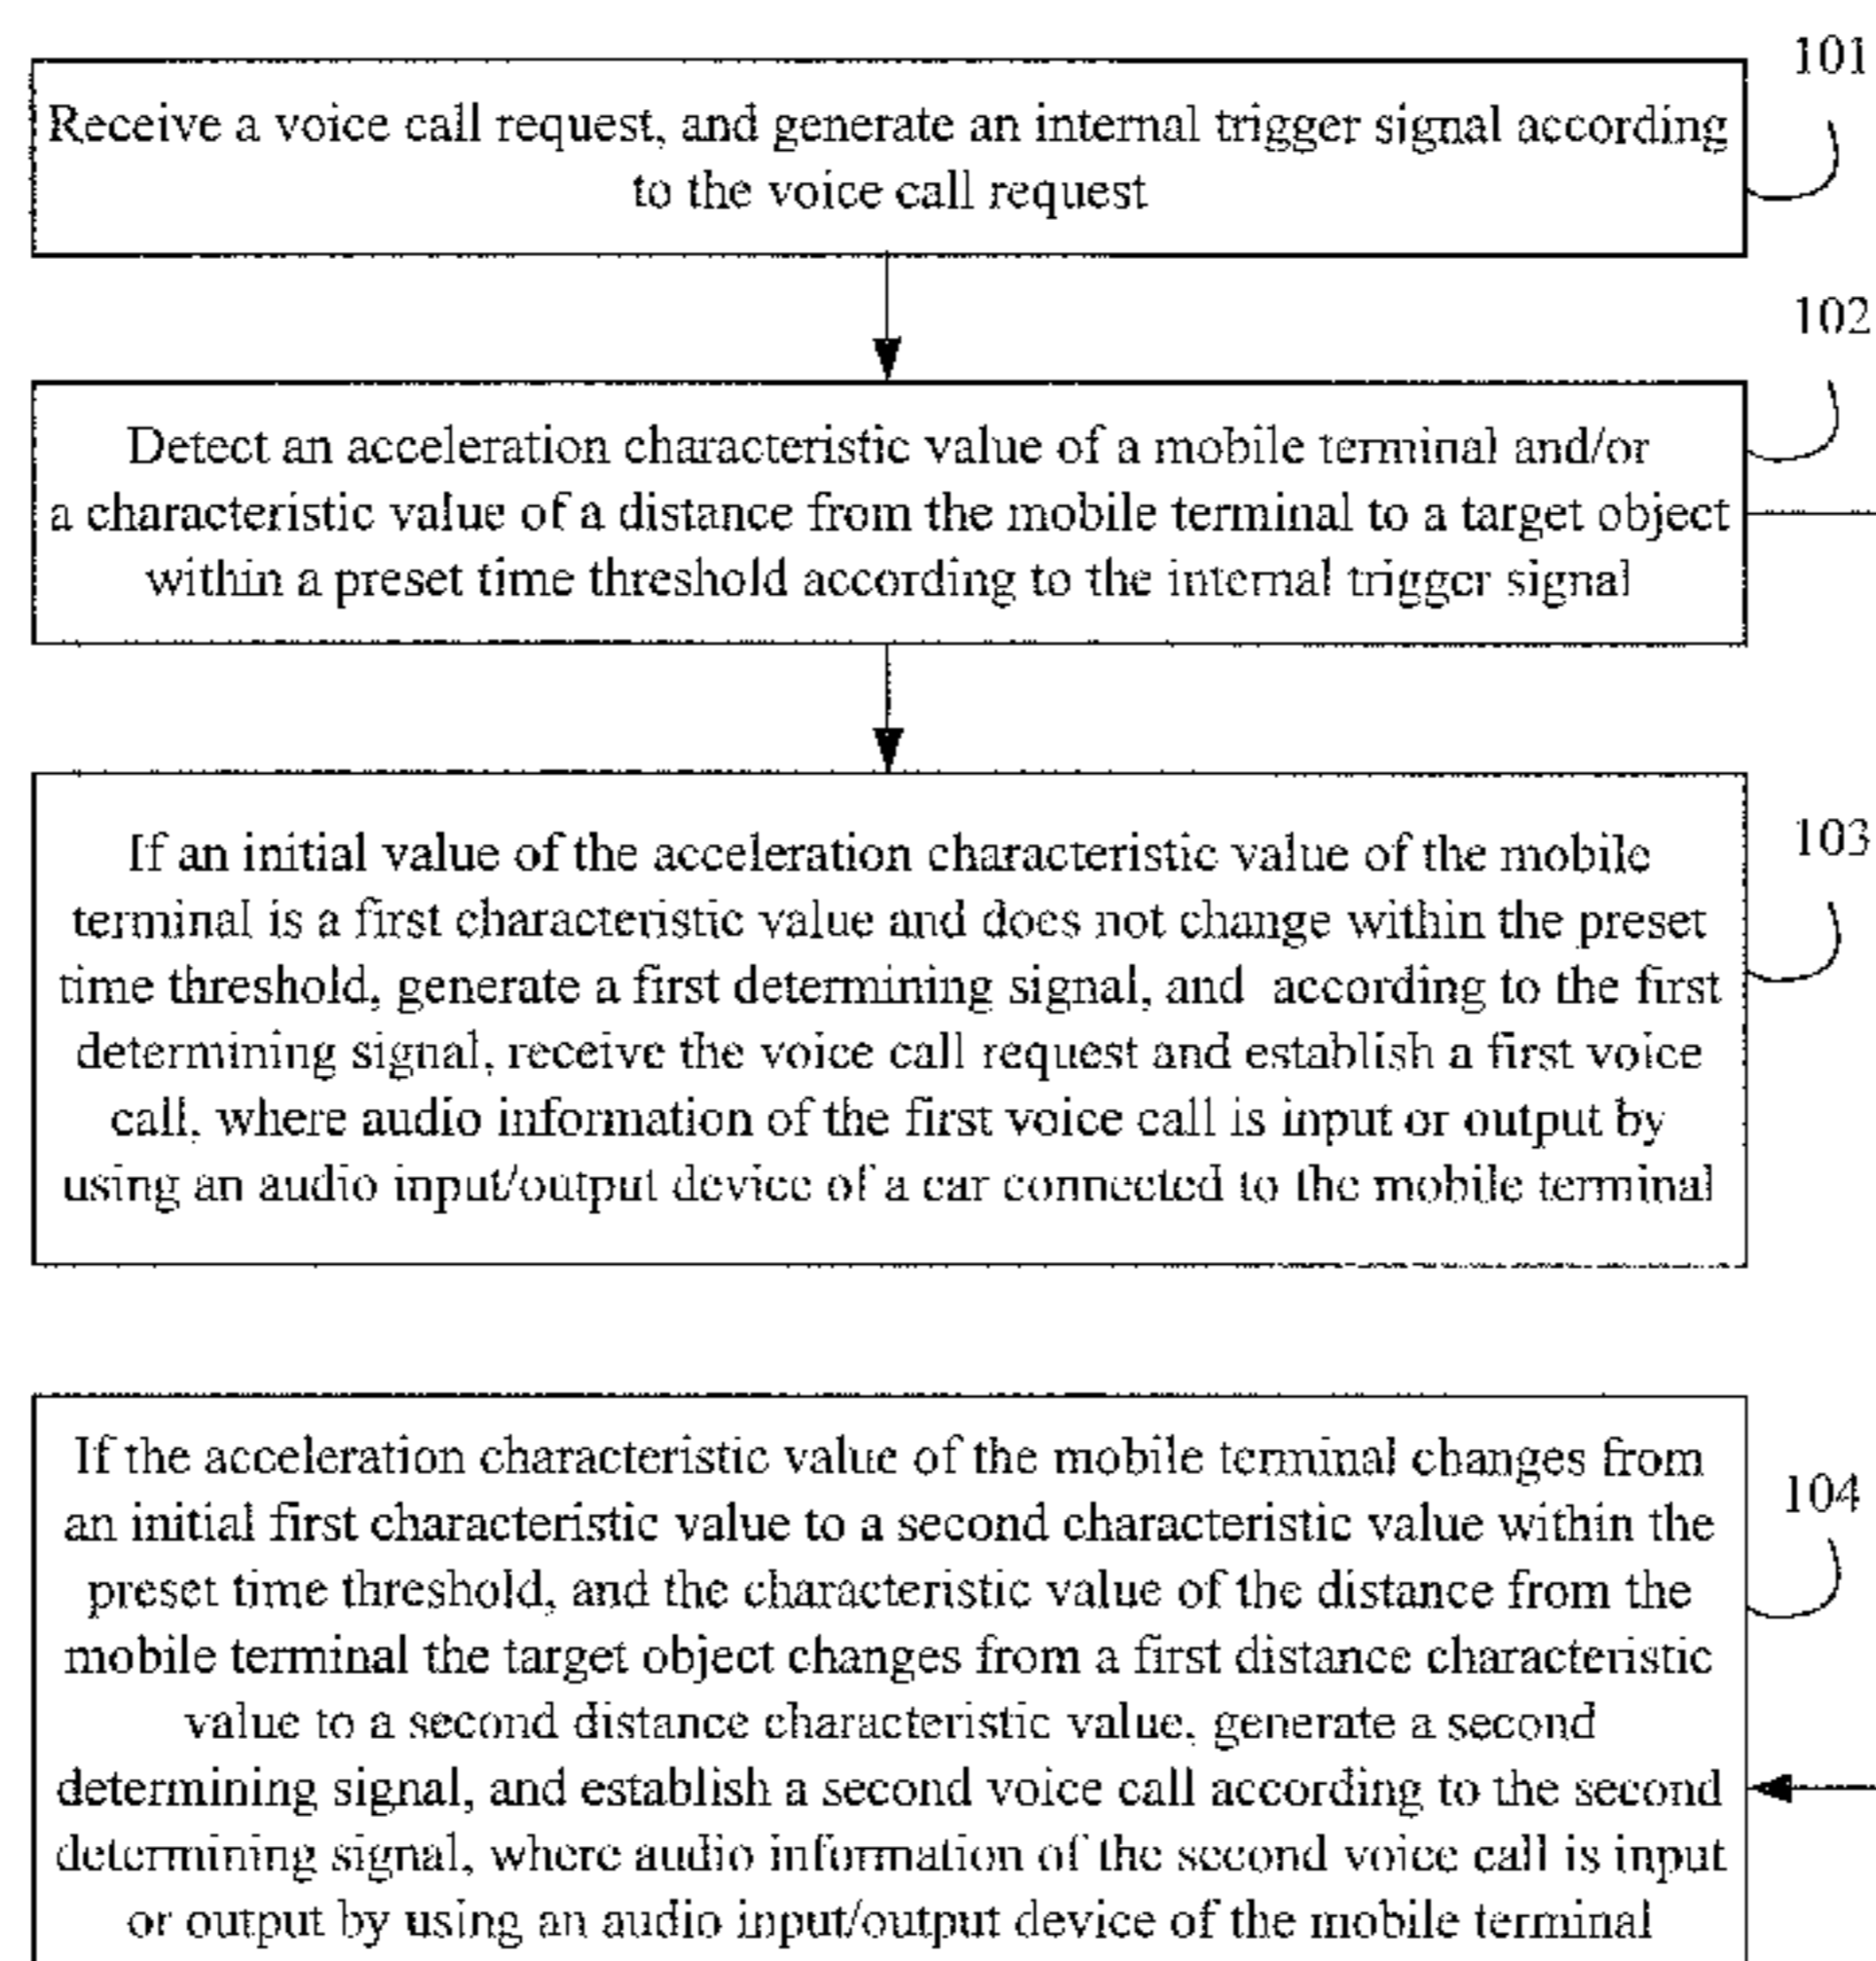 101
Receive a voice call request, and generate an internal trigger signal according
to the voice call request
102
Detect an acceleration characteristic value of a mobile terminal and/or
a characteristic value of a distance from the mobile terminal to a target object
within a preset time threshold according to the internal trigger signal
103
If an initial value of the acceleration characteristic value of the mobile
terminal is a first characteristic value and does not change within the preset
time threshold, generate a first determining signal, and according to the first
determining signal, receive the voice call request and establish a first voice
call, where audio information of the first voice call is input or output by
using an audio input/output device of a car connected to the mobile terminal
104
If the acceleration characteristic value of the mobile terminal changes from
an initial first characteristic value to a second characteristic value within the
preset time threshold, and the characteristic value of the distance from the
mobile terminal the target object changes from a first distance characteristic
value to a second distance characteristic value, generate a second
determining signal, and establish a second voice call according to the second
determining signal, where audio information of the second voice call is input
or output by using an audio input/output device of the mobile terminal